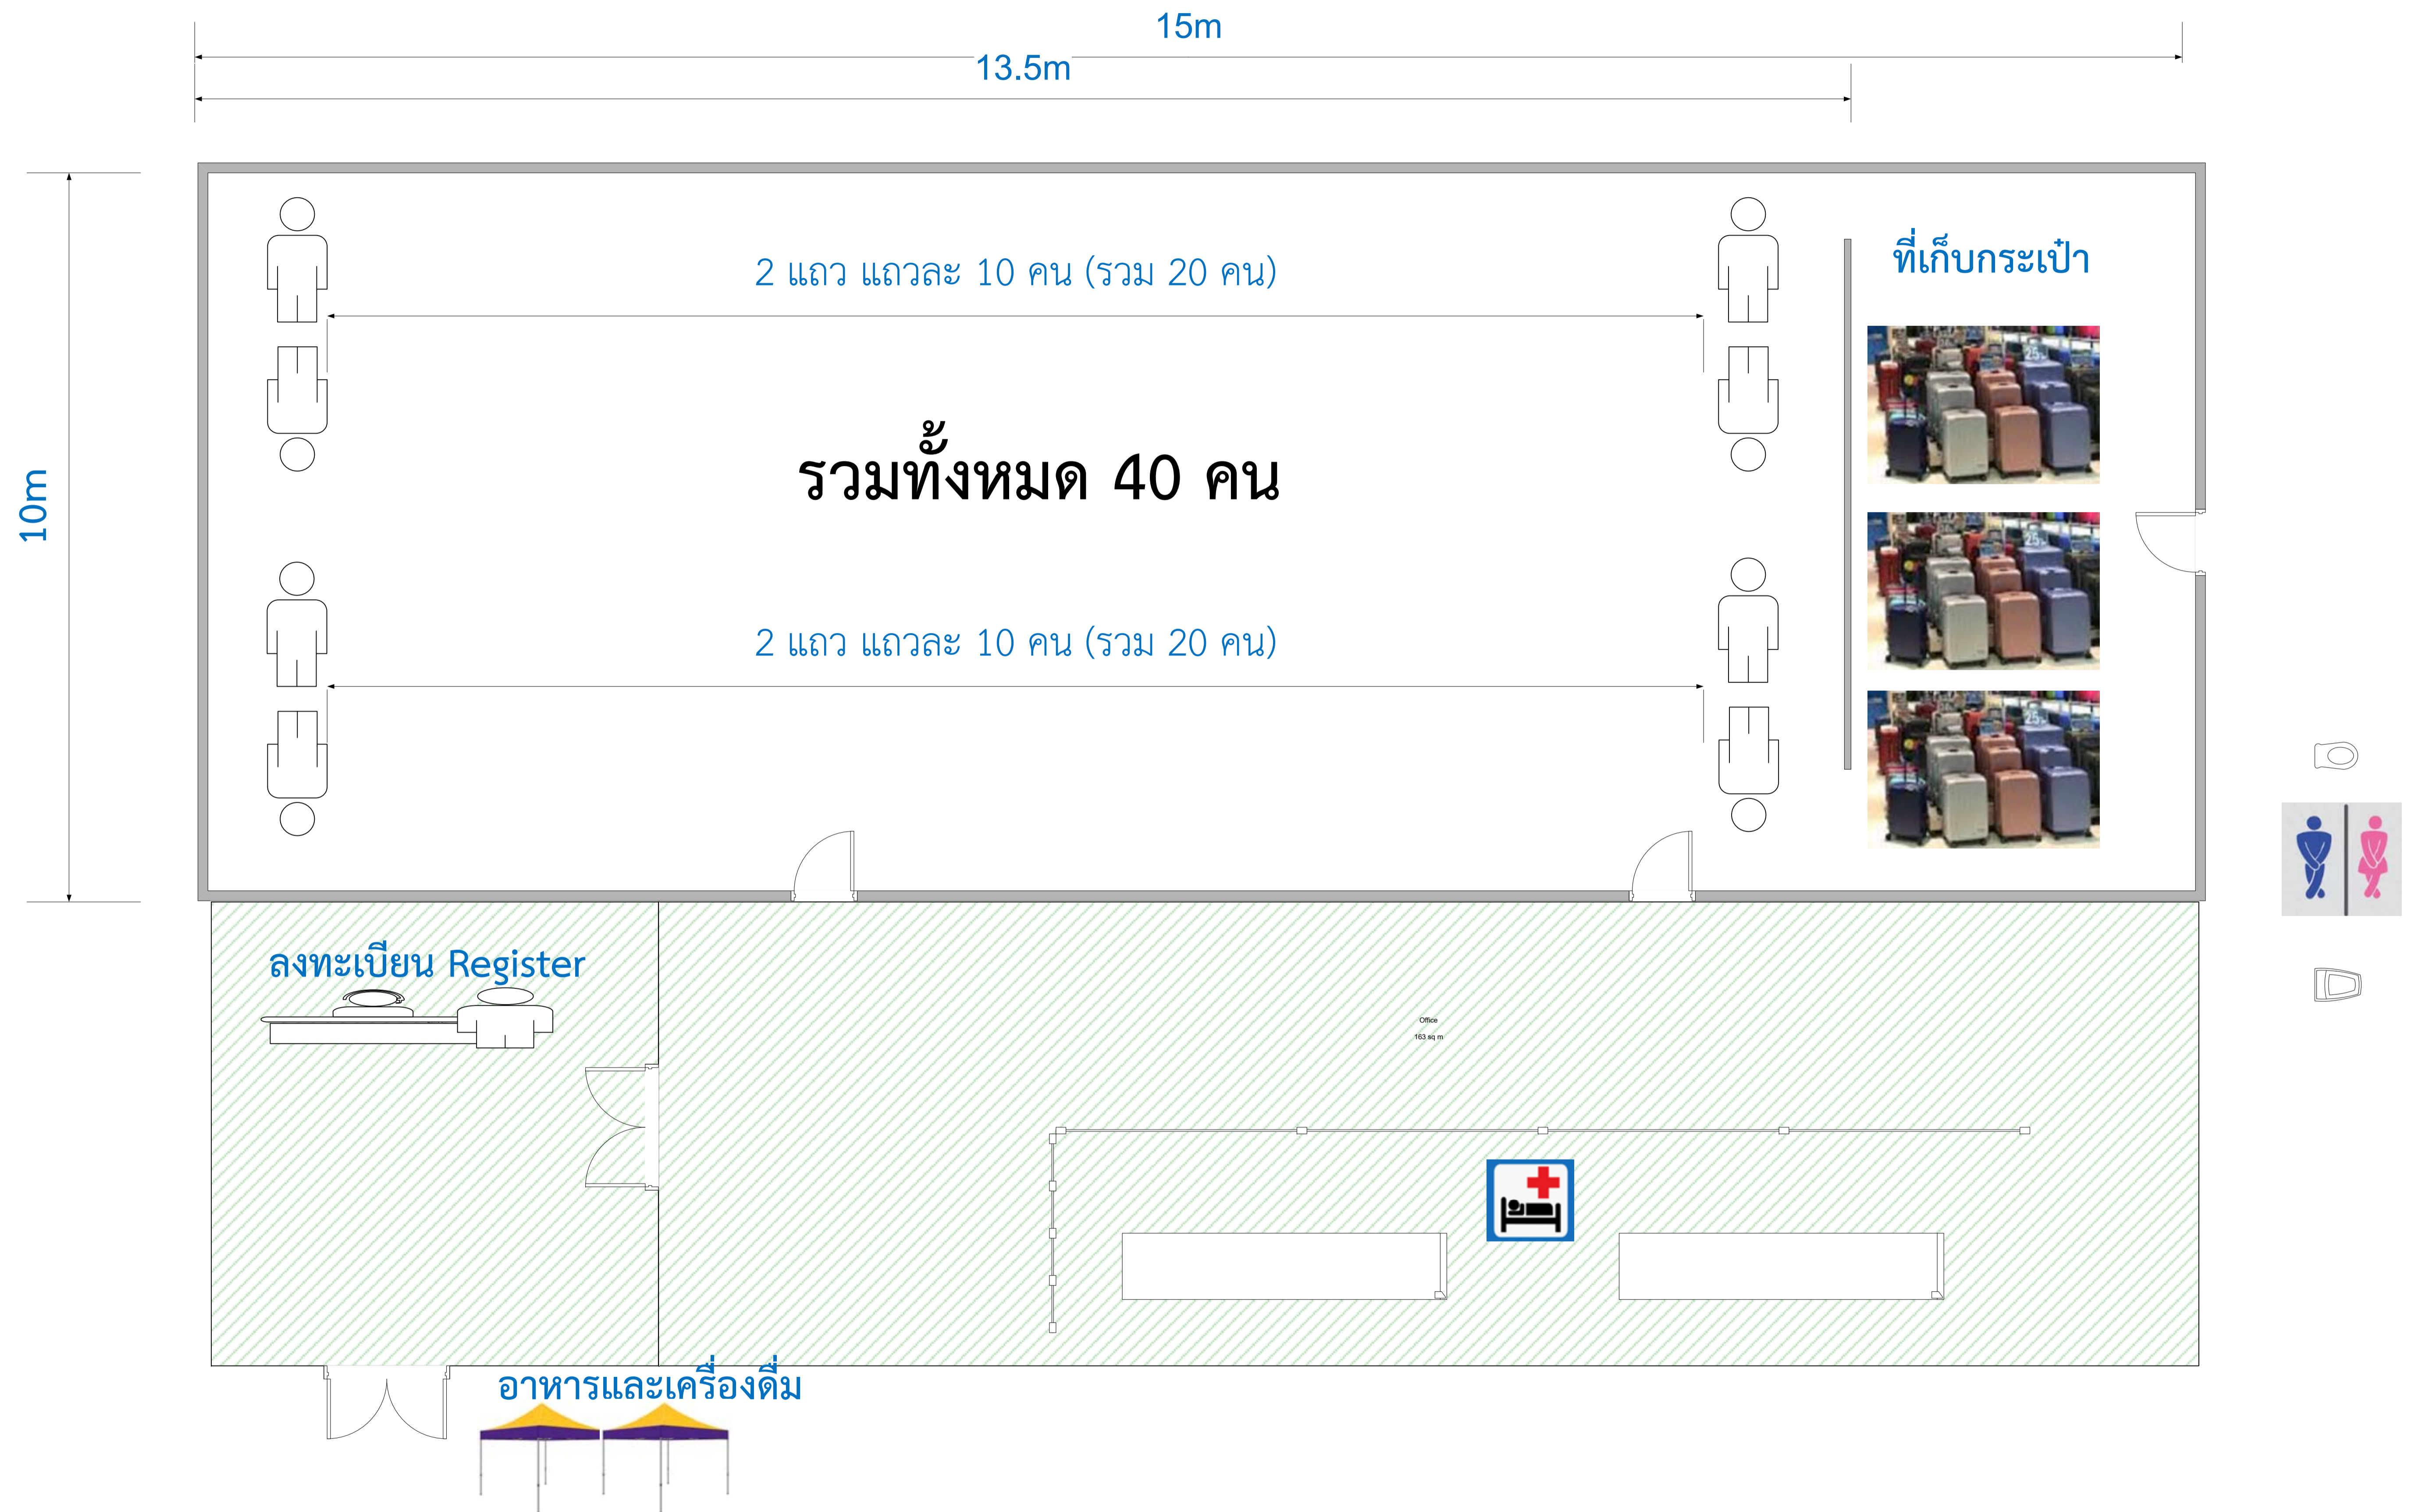 15m
13.5m
10m
2 แถว แถวละ 10 คน (รวม 20 คน)
ที่เก็บกระเป๋า
รวมทั้งหมด 40 คน
2 แถว แถวละ 10 คน (รวม 20 คน)
ลงทะเบียน Register
Office
163 sq m
อาหารและเครื่องดื่ม